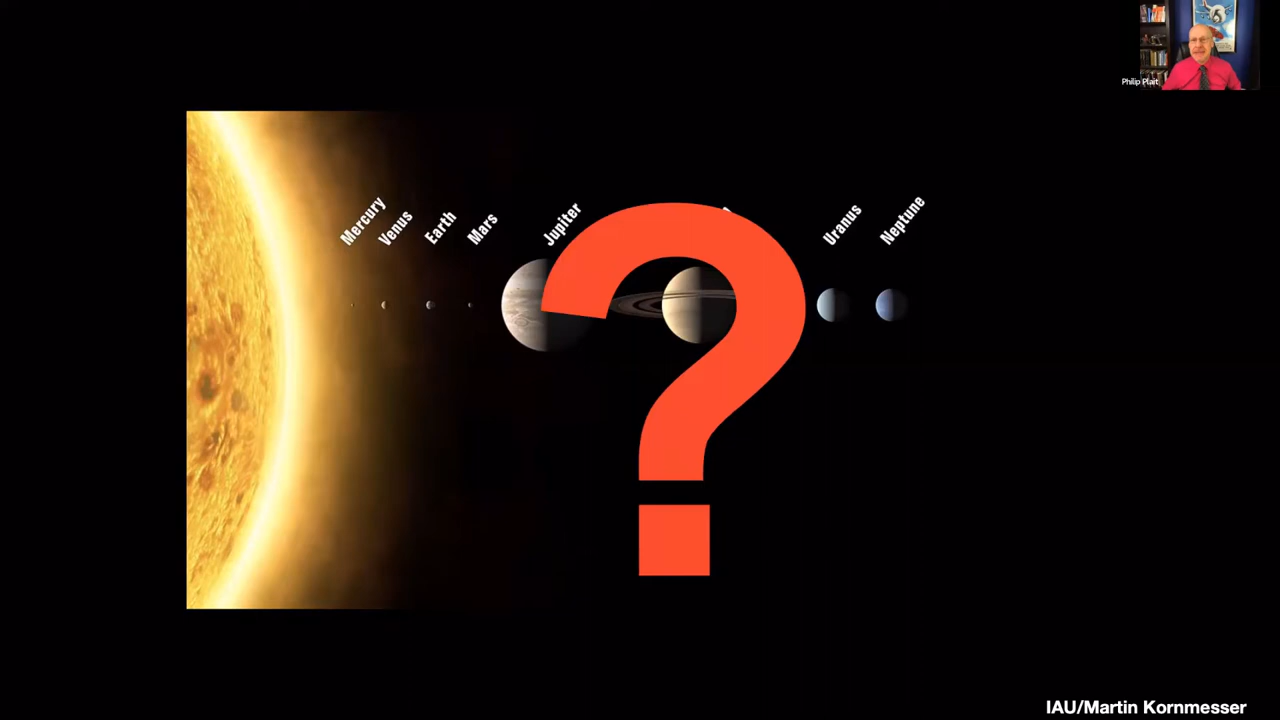 Philip Plait
Mercury
Venus
Earth
Mars
Jupiter
Uranus
Neptune
?
IAU/Martin Kornmesser